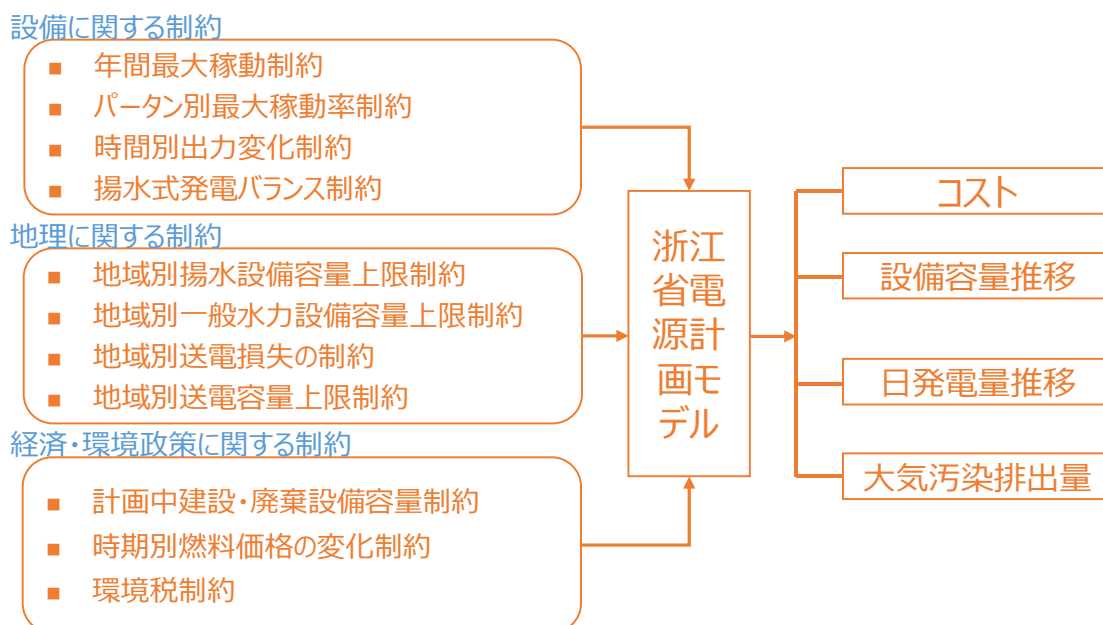 設備に関する制約
■ 年間最大稼動制約
■ パータン別最大稼動率制約
■ 時間別出力変化制約
■ 揚水式発電バランス制約
地理に関する制約
■ 地域別揚水設備容量上限制約
■ 地域別一般水力設備容量上限制約
■ 地域別送電損失の制約
■ 地域別送電容量上限制約
経済・環境政策に関する制約
■ 計画中建設・廃棄設備容量制約
■ 時期別燃料価格の変化制約
■ 環境税制約
浙江
省電
源計
画モ
デル
コスト
設備容量推移
日発電量推移
大気汚染排出量